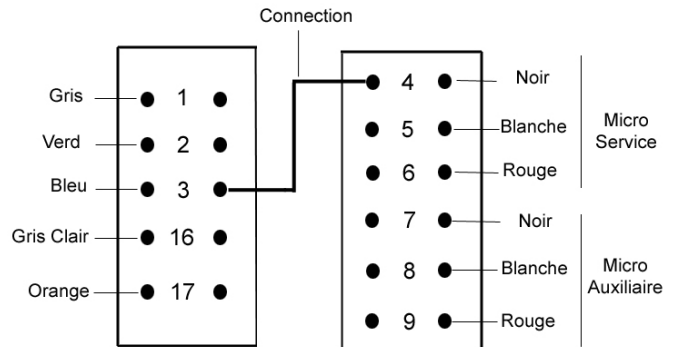 Connection
Gris 1
Verd 2
Bleu 3
Gris Clair 16
Orange 17
4 Noir
5 Blanche
6 Rouge
Micro
Service
7 Noir
8 Blanche
9 Rouge
Micro
Auxiliaire